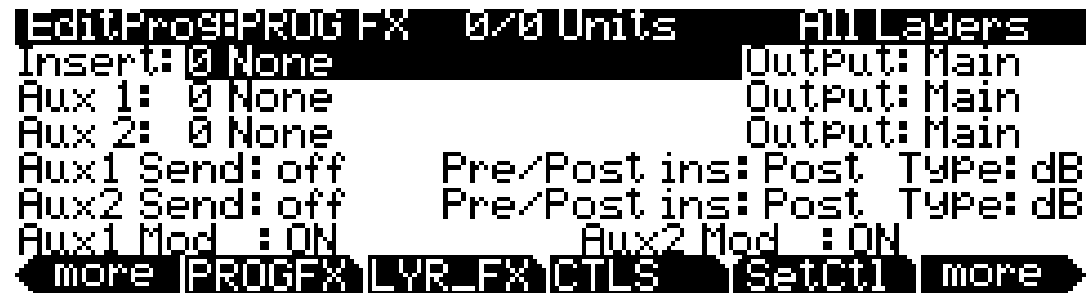 EditProg:PROG FX 0/0 Units All Layers
Insert: 0 None Output: Main
Aux 1: 0 None Output: Main
Aux 2: 0 None Output: Main
Aux1 Send: off Pre/Post ins: Post Type: dB
Aux2 Send: off Pre/Post ins: Post Type: dB
Aux1 Mod : ON Aux2 Mod : ON
more PROGFX LYR_FX CTLS SetCtl more